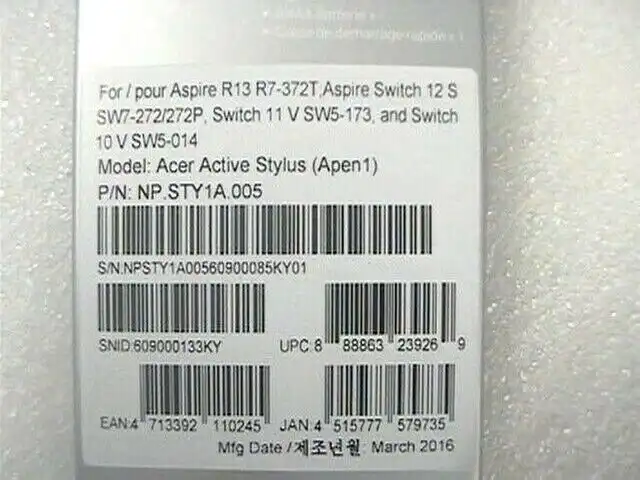 For / pour Aspire R13 R7-372T,Aspire Switch 12 S
SW7-272/272P, Switch 11 V SW5-173, and Switch
10 V SW5-014
Model: Acer Active Stylus (Apen1)
P/N: NP.STY1A.005
S/N:NPSTY1A00560900085KY01
SNID:609000133KY UPC:8 88863 23926 9
EAN:4 713392 110245 JAN:4 515777 579735
Mfg Date /제조년월: March 2016